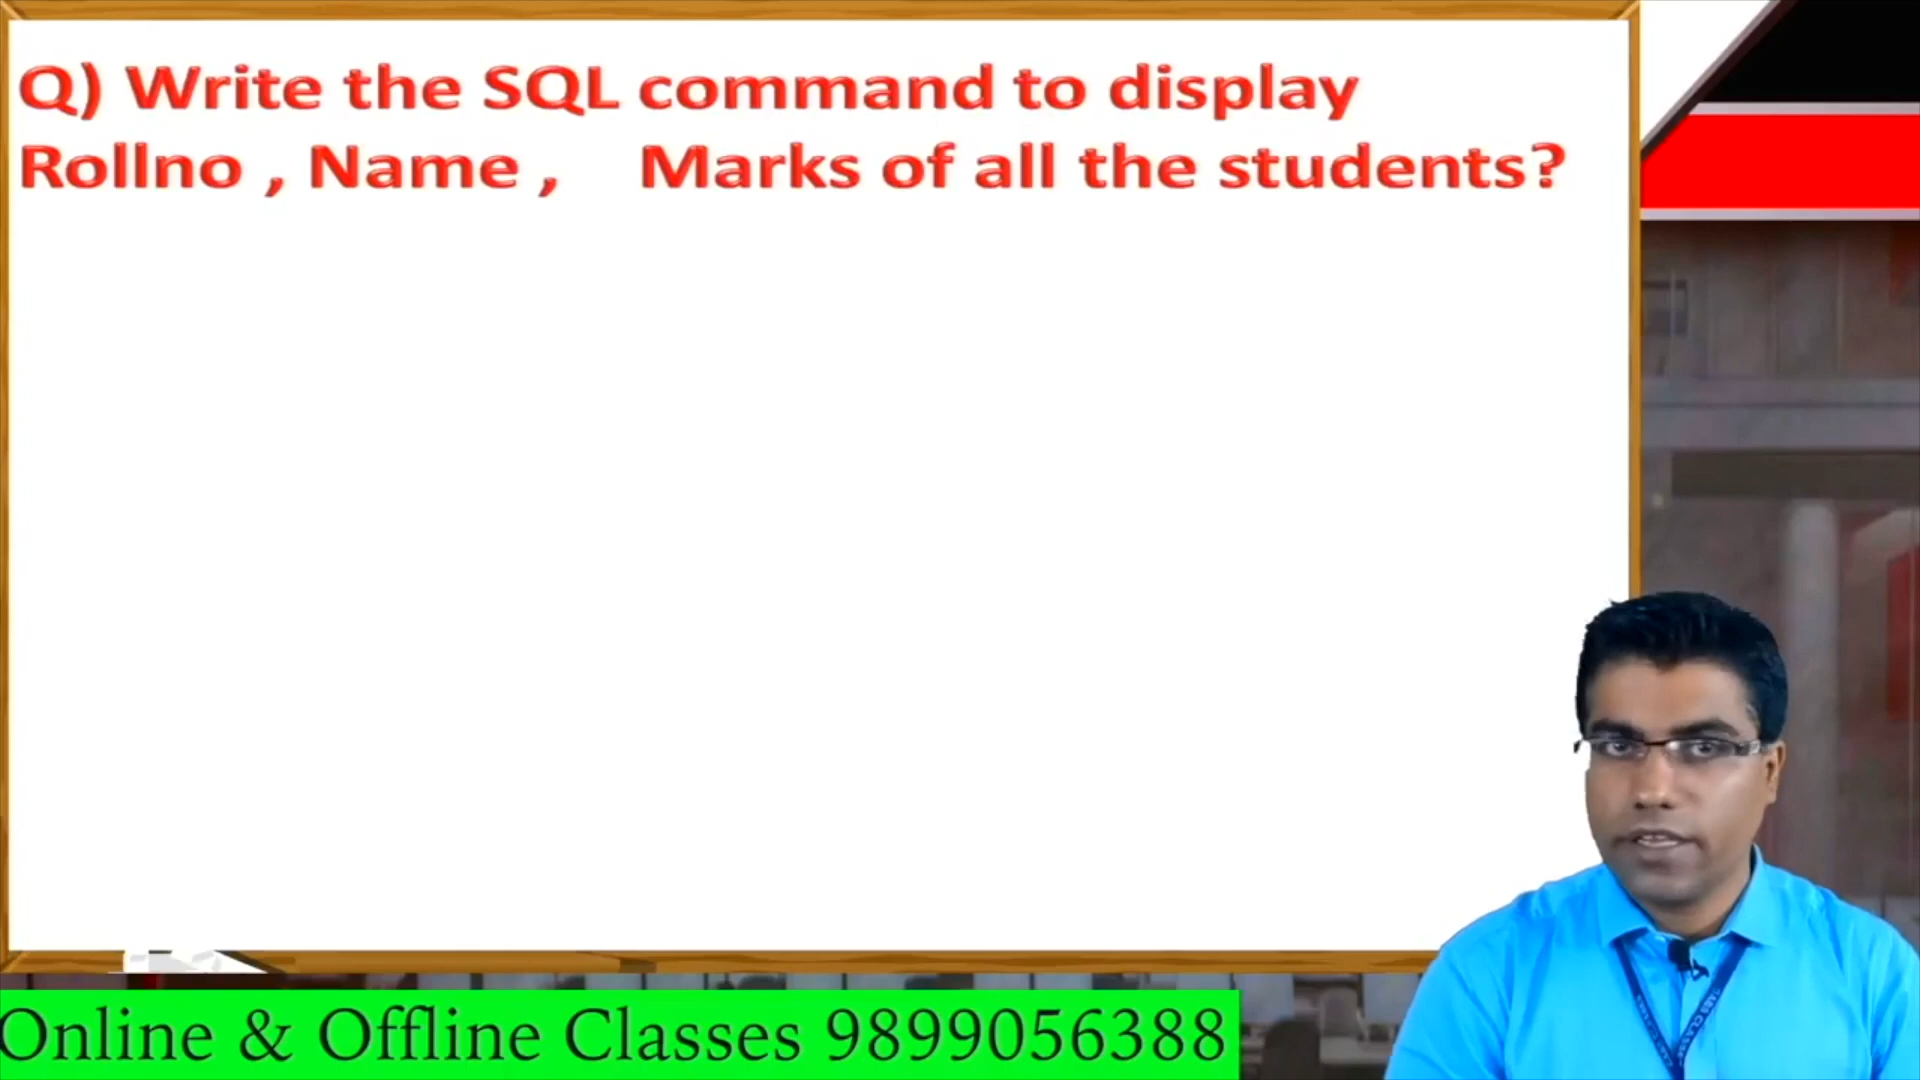 Q) Write the SQL command to display
Rollno , Name ,    Marks of all the students?
Online & Offline Classes 9899056388